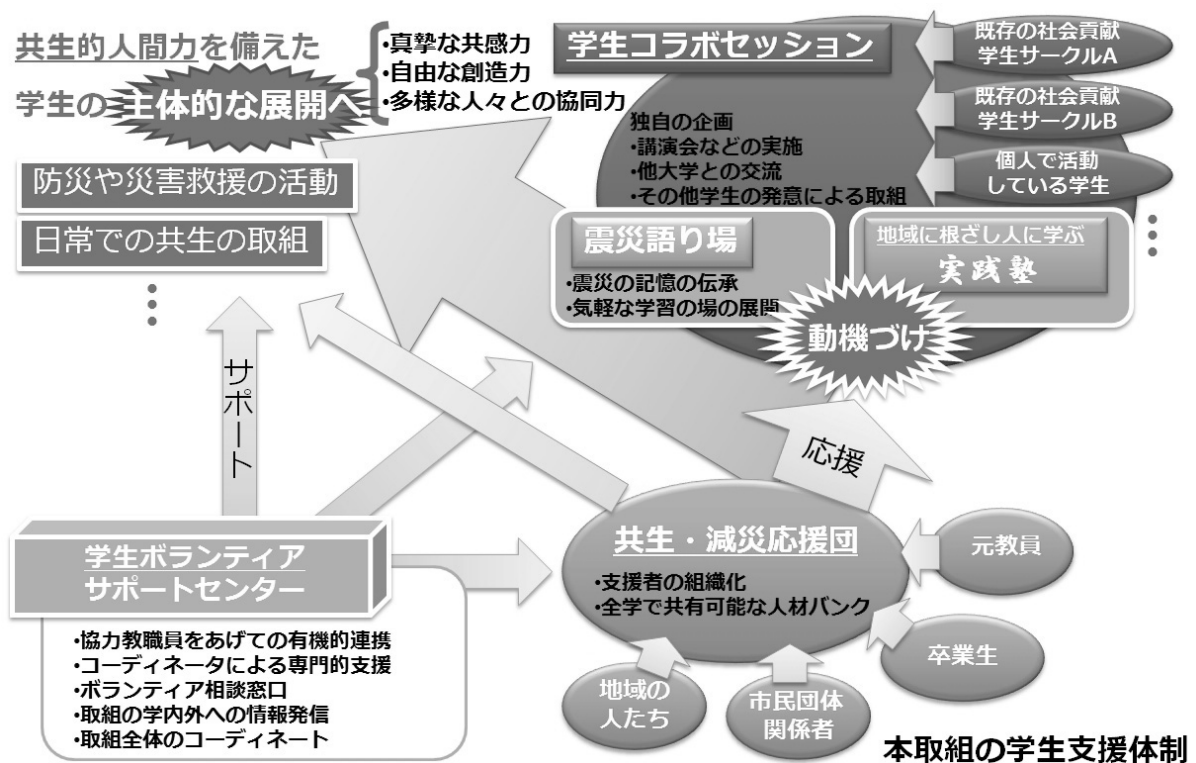 共生的人間力を備えた
学生の 主体的な展開へ
・真摯な共感力
・自由な創造力
・多様な人々との協同力
防災や災害救援の活動
日常での共生の取組
学生コラボセッション
既存の社会貢献
学生サークルA
既存の社会貢献
学生サークルB
個人で活動
している学生
独自の企画
・講演会などの実施
・他大学との交流
・その他学生の発意による取組
震災語り場
・震災の記憶の伝承
・気軽な学習の場の展開
地域に根ざし人に学ぶ
実践塾
動機づけ
サポート
応援
学生ボランティア
サポートセンター
・協力教職員をあげての有機的連携
・コーディネータによる専門的支援
・ボランティア相談窓口
・取組の学内外への情報発信
・取組全体のコーディネート
共生・減災応援団
・支援者の組織化
・全学で共有可能な人材バンク
元教員
卒業生
地域の
人たち
市民団体
関係者
本取組の学生支援体制